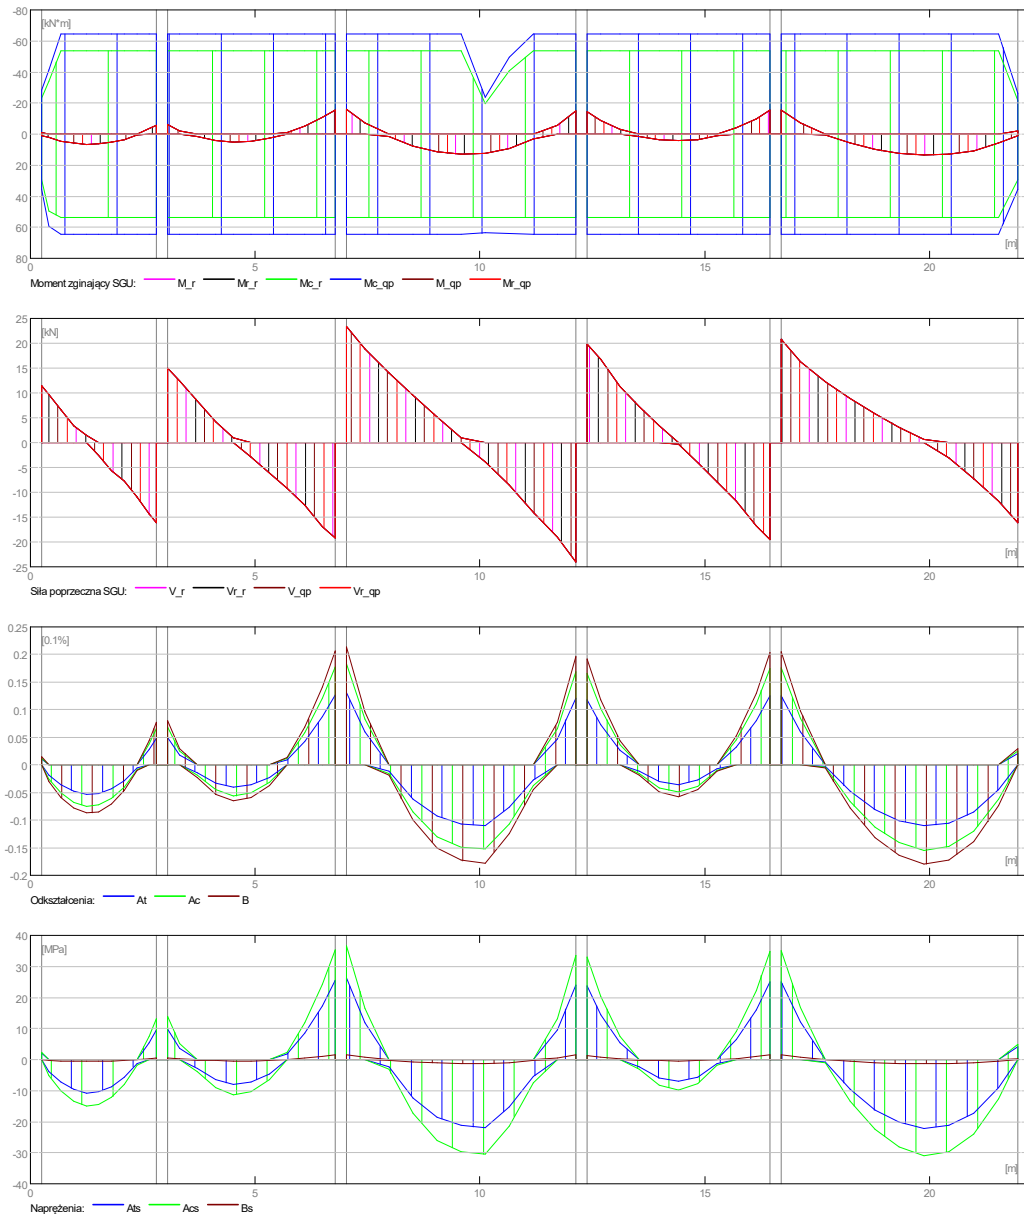 -80
[kN*m]
-60
-40
-20
0
20
40
60
80
[m]
0 5 10 15 20
Moment zginający SGU: M_r Mr_r Mc_r Mc_qp M_qp Mr_qp
25
[kN]
20
15
10
5
0
-5
-10
-15
-20
-25
[m]
0 5 10 15 20
Siła poprzeczna SGU: V_r Vr_r V_qp Vr_qp
0.25
[0.1%]
0.2
0.15
0.1
0.05
0
-0.05
-0.1
-0.15
-0.2
[m]
0 5 10 15 20
Odkształcenia: At Ac B
40
[MPa]
30
20
10
0
-10
-20
-30
-40
[m]
0 5 10 15 20
Naprężenia: Ats Acs Bs